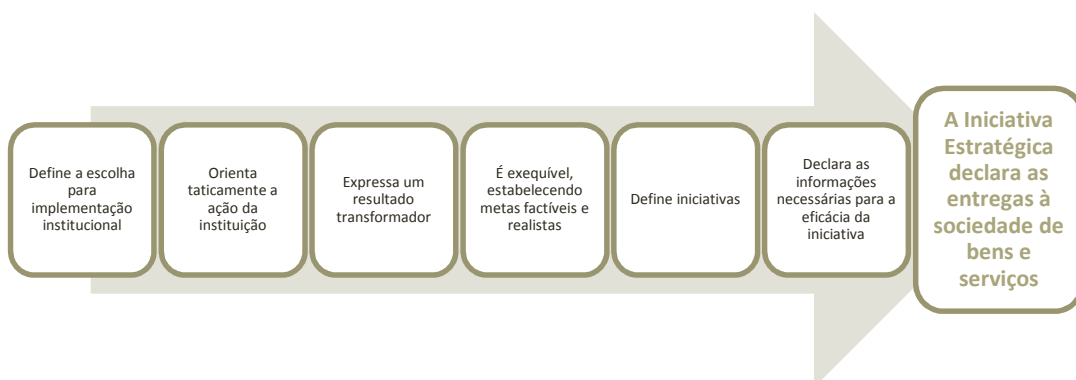 Define a escolha
para
implementação
institucional
Orienta
taticamente a
ação da
instituição
Expressa um
resultado
transformador
É exequível,
estabelecendo
metas factíveis e
realistas
Define iniciativas
Declara as
informações
necessárias para a
eficácia da
iniciativa
A Iniciativa
Estratégica
declara as
entregas à
sociedade de
bens e
serviços